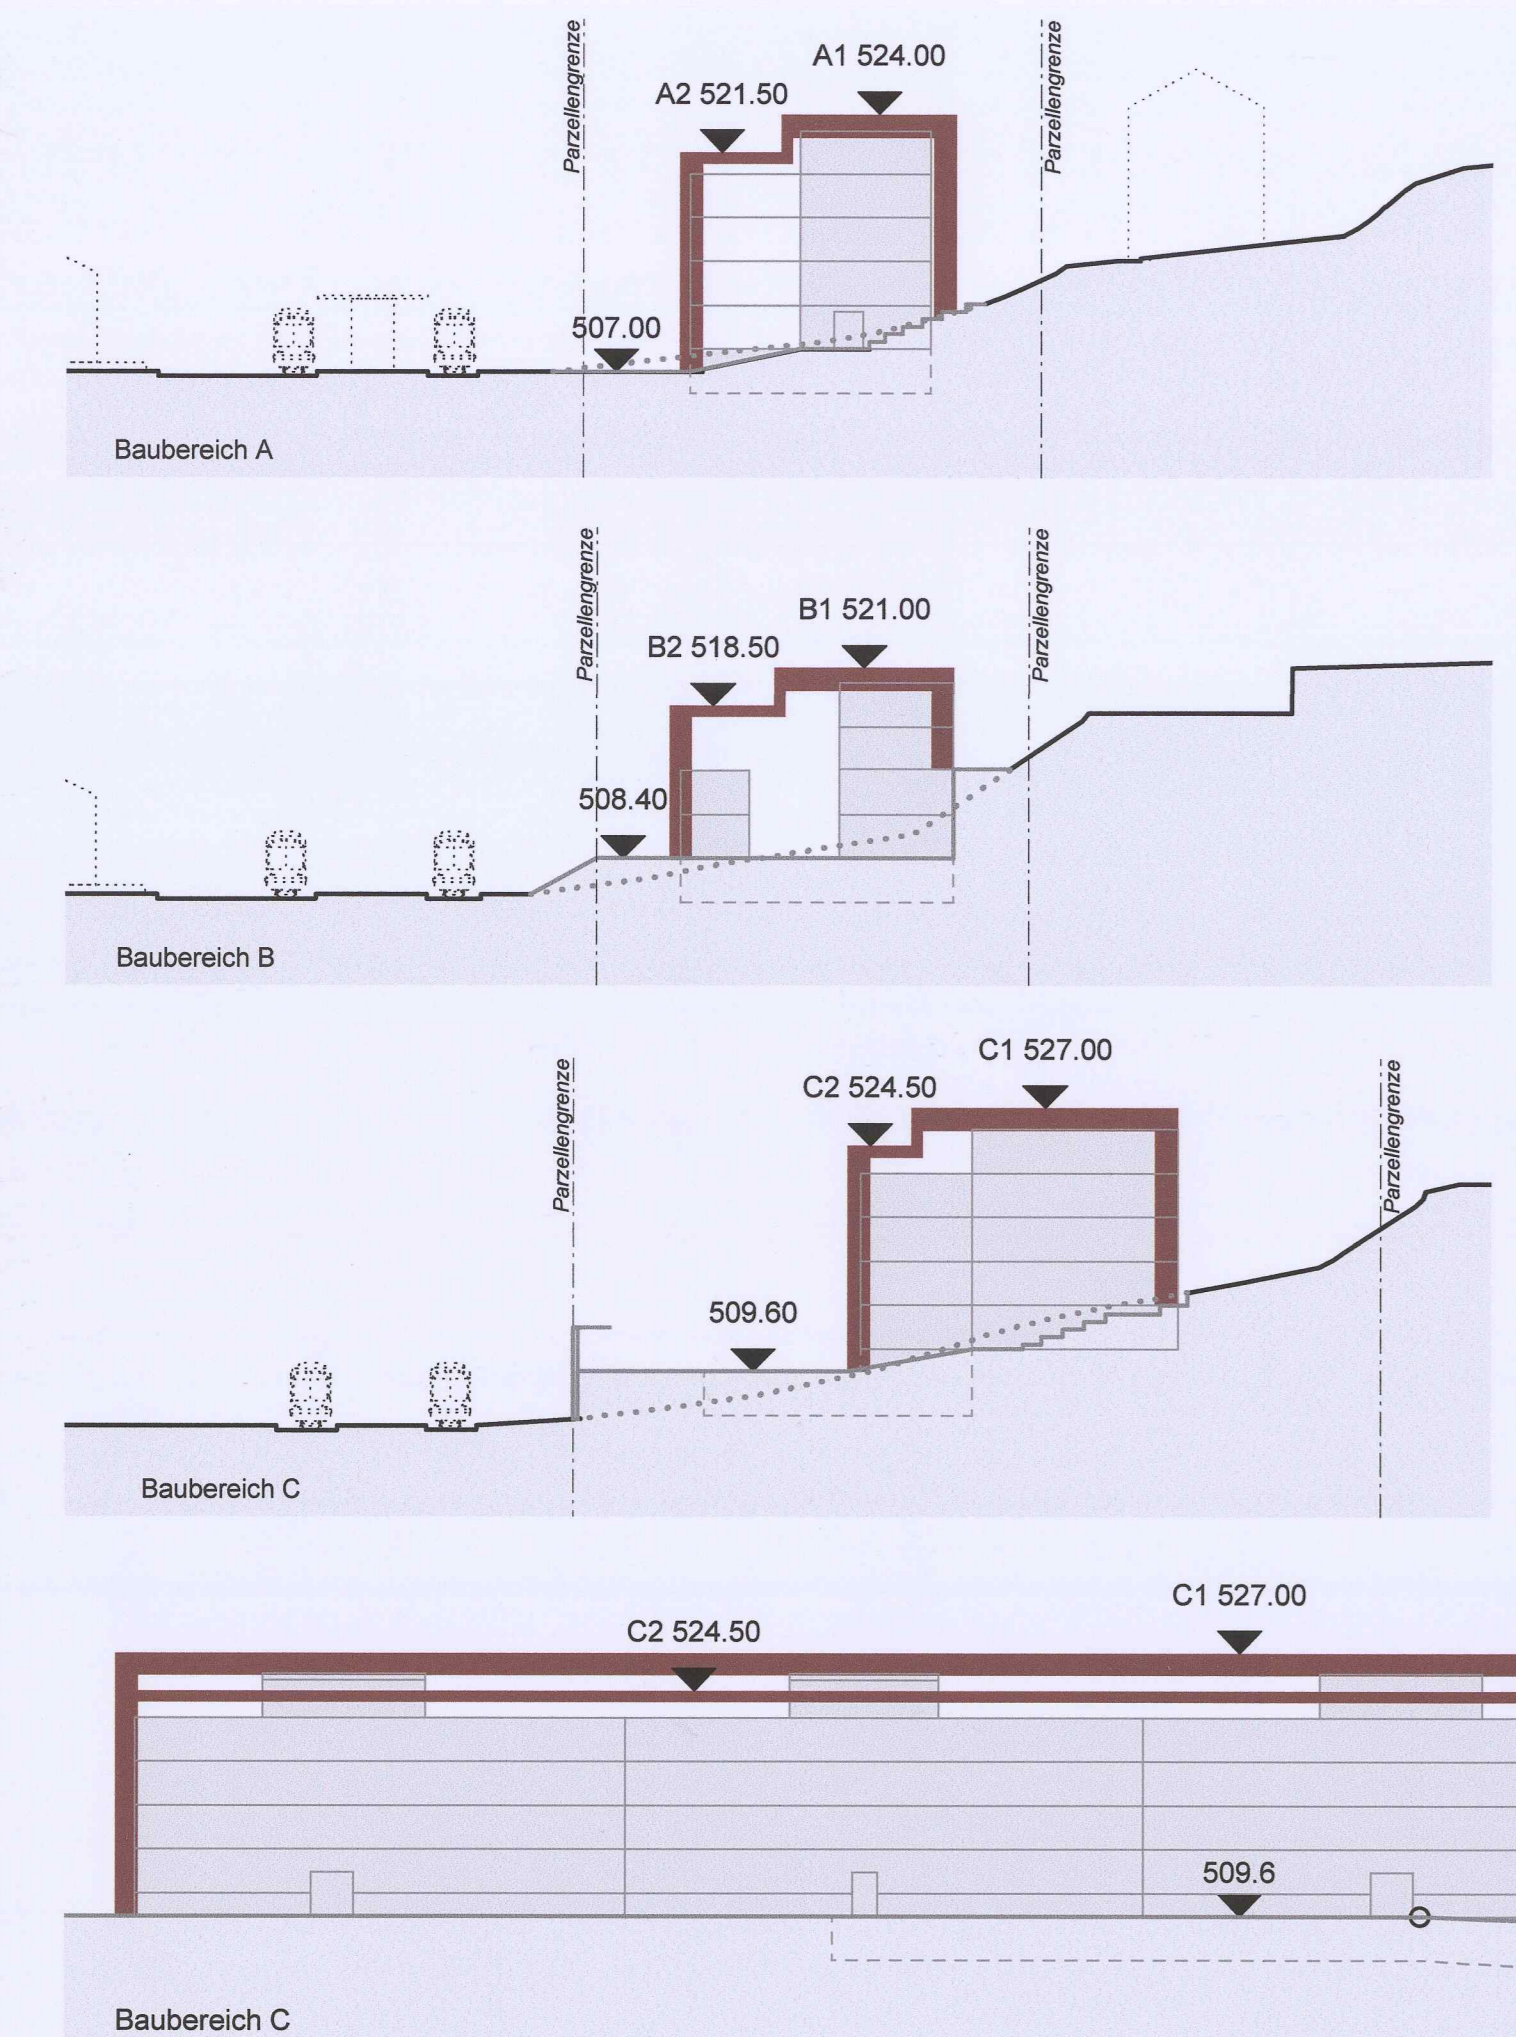 Parzellengrenze
A1 524.00
Parzellengrenze
A2 521.50
507.00
Baubereich A
Parzellengrenze
B1 521.00
Parzellengrenze
B2 518.50
508.40
Baubereich B
Parzellengrenze
C1 527.00
Parzellengrenze
C2 524.50
509.60
Baubereich C
C1 527.00
C2 524.50
509.6
Baubereich C